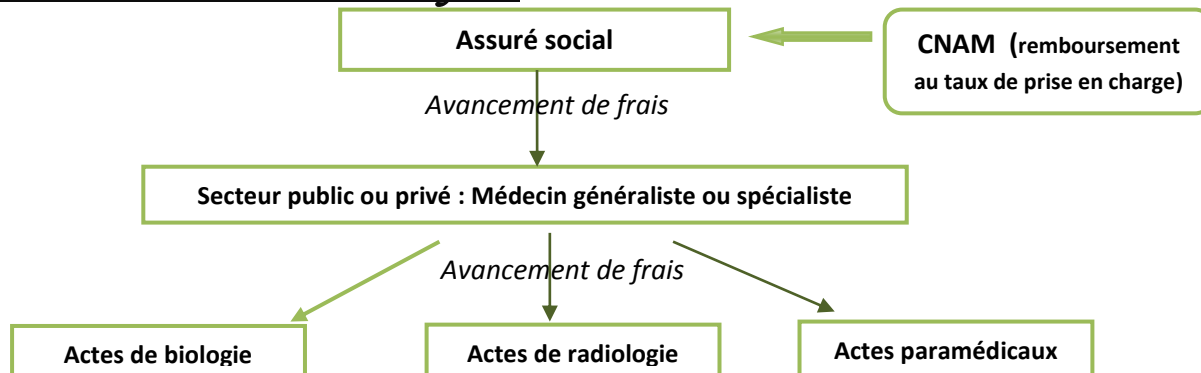 Assuré social
CNAM (remboursement
au taux de prise en charge)
Avancement de frais
Secteur public ou privé : Médecin généraliste ou spécialiste
Avancement de frais
Actes de biologie
Actes de radiologie
Actes paramédicaux